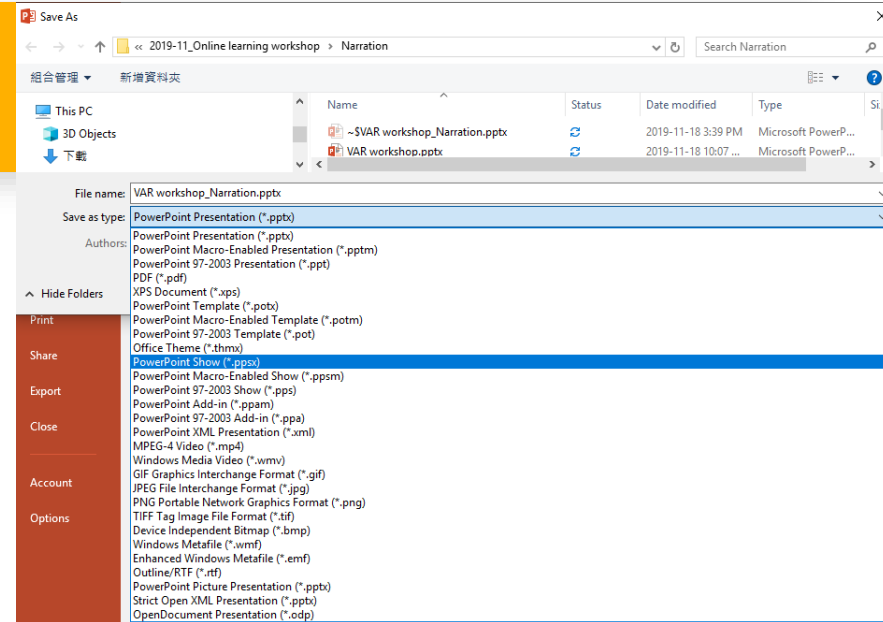 Save As
« 2019-11_Online learning workshop › Narration
Search Narration
組合管理 新增資料夾
This PC
3D Objects
下載
Name Status Date modified Type Si
~$VAR workshop_Narration.pptx 2019-11-18 3:39 PM Microsoft PowerP...
VAR workshop.pptx 2019-11-18 10:07 ... Microsoft PowerP...
File name: VAR workshop_Narration.pptx
Save as type: PowerPoint Presentation (*.pptx)
Authors:
PowerPoint Presentation (*.pptx)
PowerPoint Macro-Enabled Presentation (*.pptm)
PowerPoint 97-2003 Presentation (*.ppt)
PDF (*.pdf)
XPS Document (*.xps)
PowerPoint Template (*.potx)
PowerPoint Macro-Enabled Template (*.potm)
PowerPoint 97-2003 Template (*.pot)
Office Theme (*.thmx)
PowerPoint Show (*.ppsx)
PowerPoint Macro-Enabled Show (*.ppsm)
PowerPoint 97-2003 Show (*.pps)
PowerPoint Add-in (*.ppam)
PowerPoint 97-2003 Add-in (*.ppa)
PowerPoint XML Presentation (*.xml)
MPEG-4 Video (*.mp4)
Windows Media Video (*.wmv)
GIF Graphics Interchange Format (*.gif)
JPEG File Interchange Format (*.jpg)
PNG Portable Network Graphics Format (*.png)
TIFF Tag Image File Format (*.tif)
Device Independent Bitmap (*.bmp)
Windows Metafile (*.wmf)
Enhanced Windows Metafile (*.emf)
Outline/RTF (*.rtf)
PowerPoint Picture Presentation (*.pptx)
Strict Open XML Presentation (*.pptx)
OpenDocument Presentation (*.odp)
Hide Folders
Print
Share
Export
Close
Account
Options